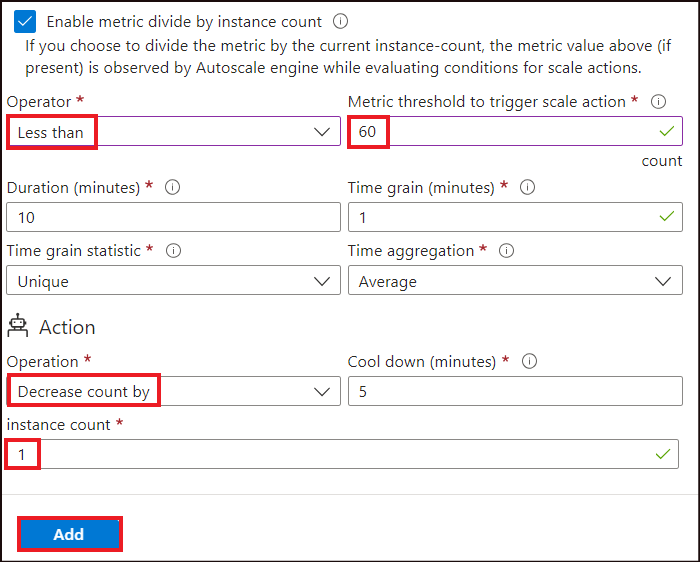 Enable metric divide by instance count
If you choose to divide the metric by the current instance-count, the metric value above (if
present) is observed by Autoscale engine while evaluating conditions for scale actions.
Operator *
Metric threshold to trigger scale action *
Less than
60
count
Duration (minutes) *
Time grain (minutes) *
10
1
Time grain statistic *
Time aggregation *
Unique
Average
Action
Operation *
Cool down (minutes) *
Decrease count by
5
instance count *
1
Add